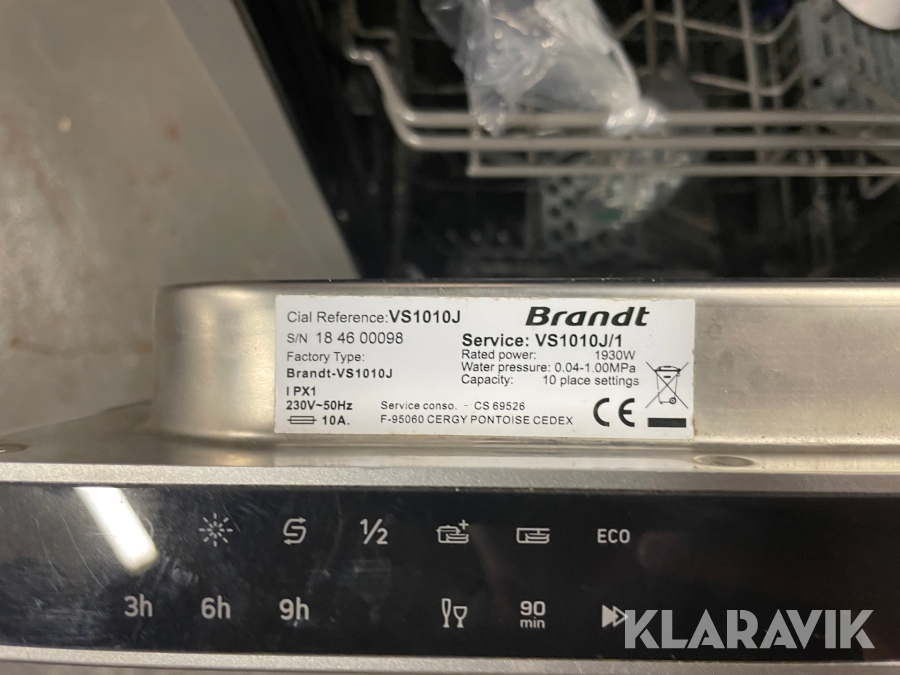 Cial Reference:VS1010J
Brandt
S/N 18 46 00098
Service: VS1010J/1
Factory Type:
Rated power: 1930W
Brandt-VS1010J
Water pressure: 0.04-1.00MPa
Capacity: 10 place settings
IPX1
230V~50Hz
Service conso. - CS 69526
10A.
F-95060 CERGY PONTOISE CEDEX
CE
1/2
ECO
3h 6h 9h
90
min
KLARAVIK